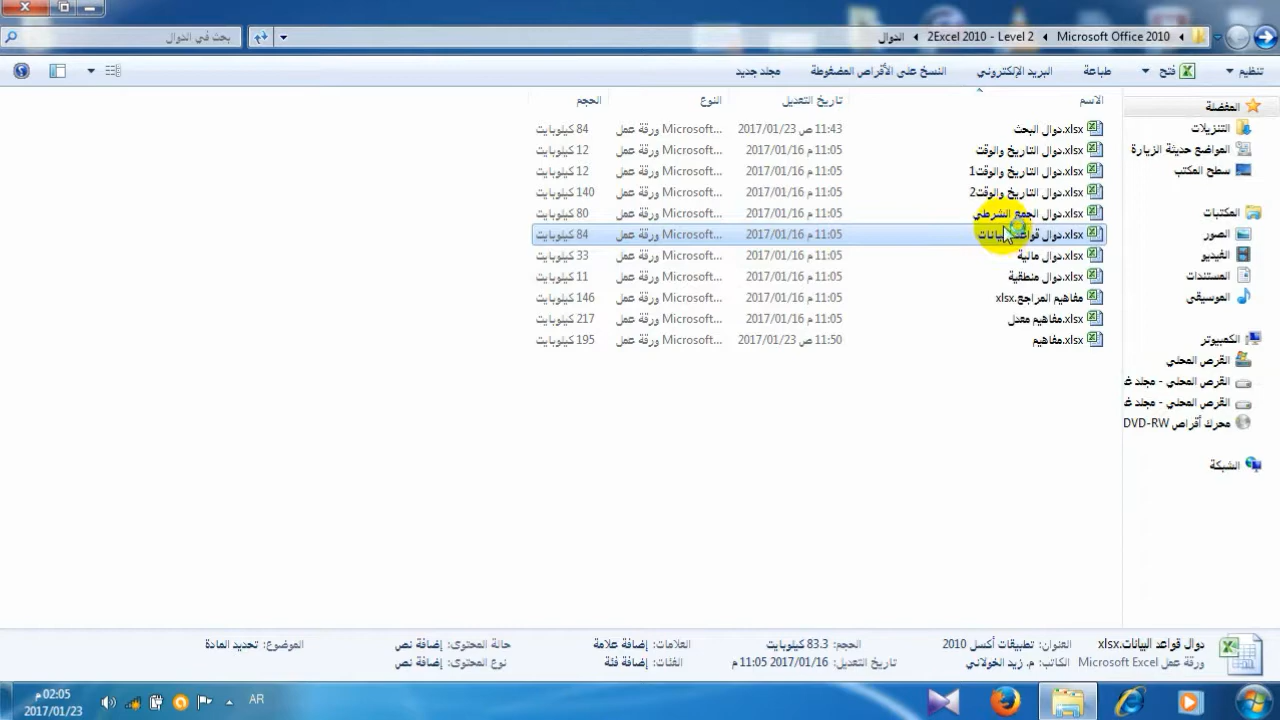 Microsoft Office 2010 ◂ 2Excel 2010 - Level 2 ◂ الدوال
بحث في الدوال
تنظيم ▾ فتح ▾ طباعة البريد الإلكتروني النسخ على الأقراص المضغوطة مجلد جديد
الاسم تاريخ التعديل النوع الحجم
دوال البحث.xlsx 11:43 ص 2017/01/23 ورقة عمل Microsoft... 84 كيلوبايت
دوال التاريخ والوقت.xlsx 11:05 م 2017/01/16 ورقة عمل Microsoft... 12 كيلوبايت
دوال التاريخ والوقت1.xlsx 11:05 م 2017/01/16 ورقة عمل Microsoft... 12 كيلوبايت
دوال التاريخ والوقت2.xlsx 11:05 م 2017/01/16 ورقة عمل Microsoft... 140 كيلوبايت
دوال الجمع الشرطي.xlsx 11:05 م 2017/01/16 ورقة عمل Microsoft... 80 كيلوبايت
دوال قواعد البيانات.xlsx 11:05 م 2017/01/16 ورقة عمل Microsoft... 84 كيلوبايت
دوال مالية.xlsx 11:05 م 2017/01/16 ورقة عمل Microsoft... 33 كيلوبايت
دوال منطقية.xlsx 11:05 م 2017/01/16 ورقة عمل Microsoft... 11 كيلوبايت
مفاهيم المراجع.xlsx 11:05 م 2017/01/16 ورقة عمل Microsoft... 146 كيلوبايت
مفاهيم معدل.xlsx 11:05 م 2017/01/16 ورقة عمل Microsoft... 217 كيلوبايت
مفاهيم.xlsx 11:50 ص 2017/01/23 ورقة عمل Microsoft... 195 كيلوبايت
المفضلة
التنزيلات
المواضع حديثة الزيارة
سطح المكتب
المكتبات
الصور
الفيديو
المستندات
الموسيقى
الكمبيوتر
القرص المحلي
القرص المحلي - مجلد غ
القرص المحلي - مجلد غ
محرك أقراص DVD-RW
الشبكة
دوال قواعد البيانات.xlsx العنوان: تطبيقات أكسل 2010 الحجم: 83.3 كيلوبايت العلامات: إضافة علامة حالة المحتوى: إضافة نص الموضوع: تحديد المادة
ورقة عمل Microsoft Excel الكاتب: م. زيد الخولاني تاريخ التعديل: 2017/01/16 11:05 م الفئات: إضافة فئة نوع المحتوى: إضافة نص
AR
02:05 م
2017/01/23